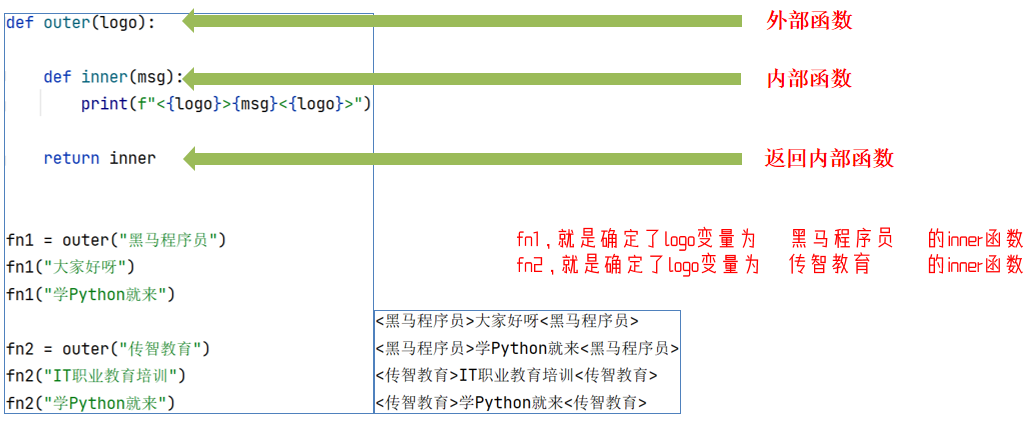 def outer(logo):
外部函数
def inner(msg):
内部函数
print(f"<{logo}>{msg}<{logo}>")
return inner
返回内部函数
fn1 = outer("黑马程序员")
fn1("大家好呀")
fn1("学Python就来")
fn1，就是确定了logo变量为 黑马程序员 的inner函数
fn2，就是确定了logo变量为 传智教育 的inner函数
fn2 = outer("传智教育")
fn2("IT职业教育培训")
fn2("学Python就来")
<黑马程序员>大家好呀<黑马程序员>
<黑马程序员>学Python就来<黑马程序员>
<传智教育>IT职业教育培训<传智教育>
<传智教育>学Python就来<传智教育>